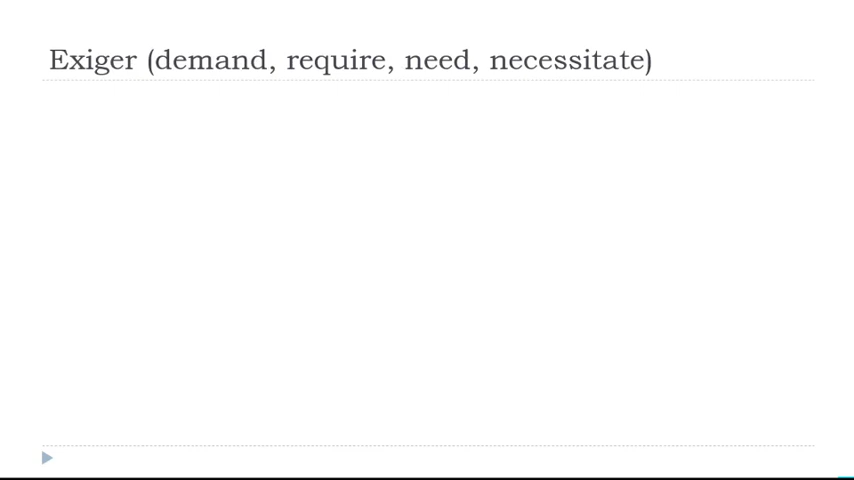 Exiger (demand, require, need, necessitate)